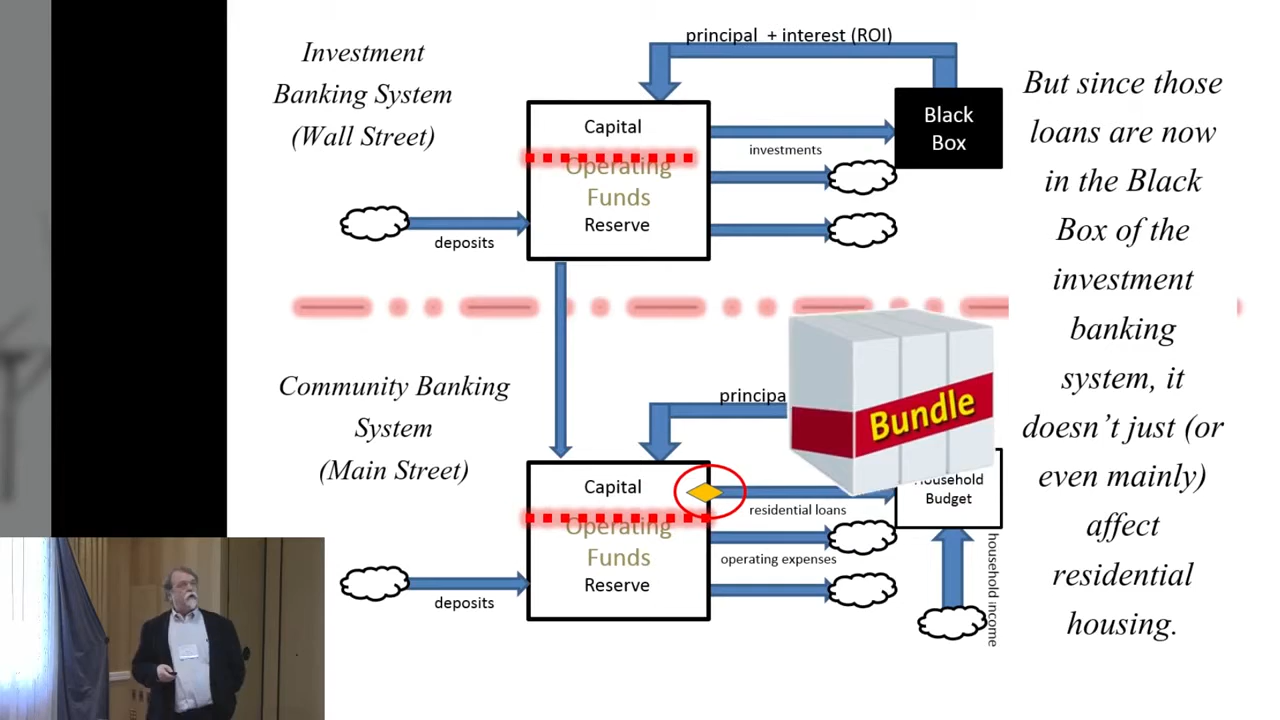 Investment
Banking System
(Wall Street)
principal + interest (ROI)
Capital
Operating
Funds
Reserve
deposits
investments
Black
Box
Community Banking
System
(Main Street)
principa
Bundle
Capital
Operating
Funds
Reserve
deposits
residential loans
operating expenses
Household
Budget
household income
But since those
loans are now
in the Black
Box of the
investment
banking
system, it
doesn’t just (or
even mainly)
affect
residential
housing.